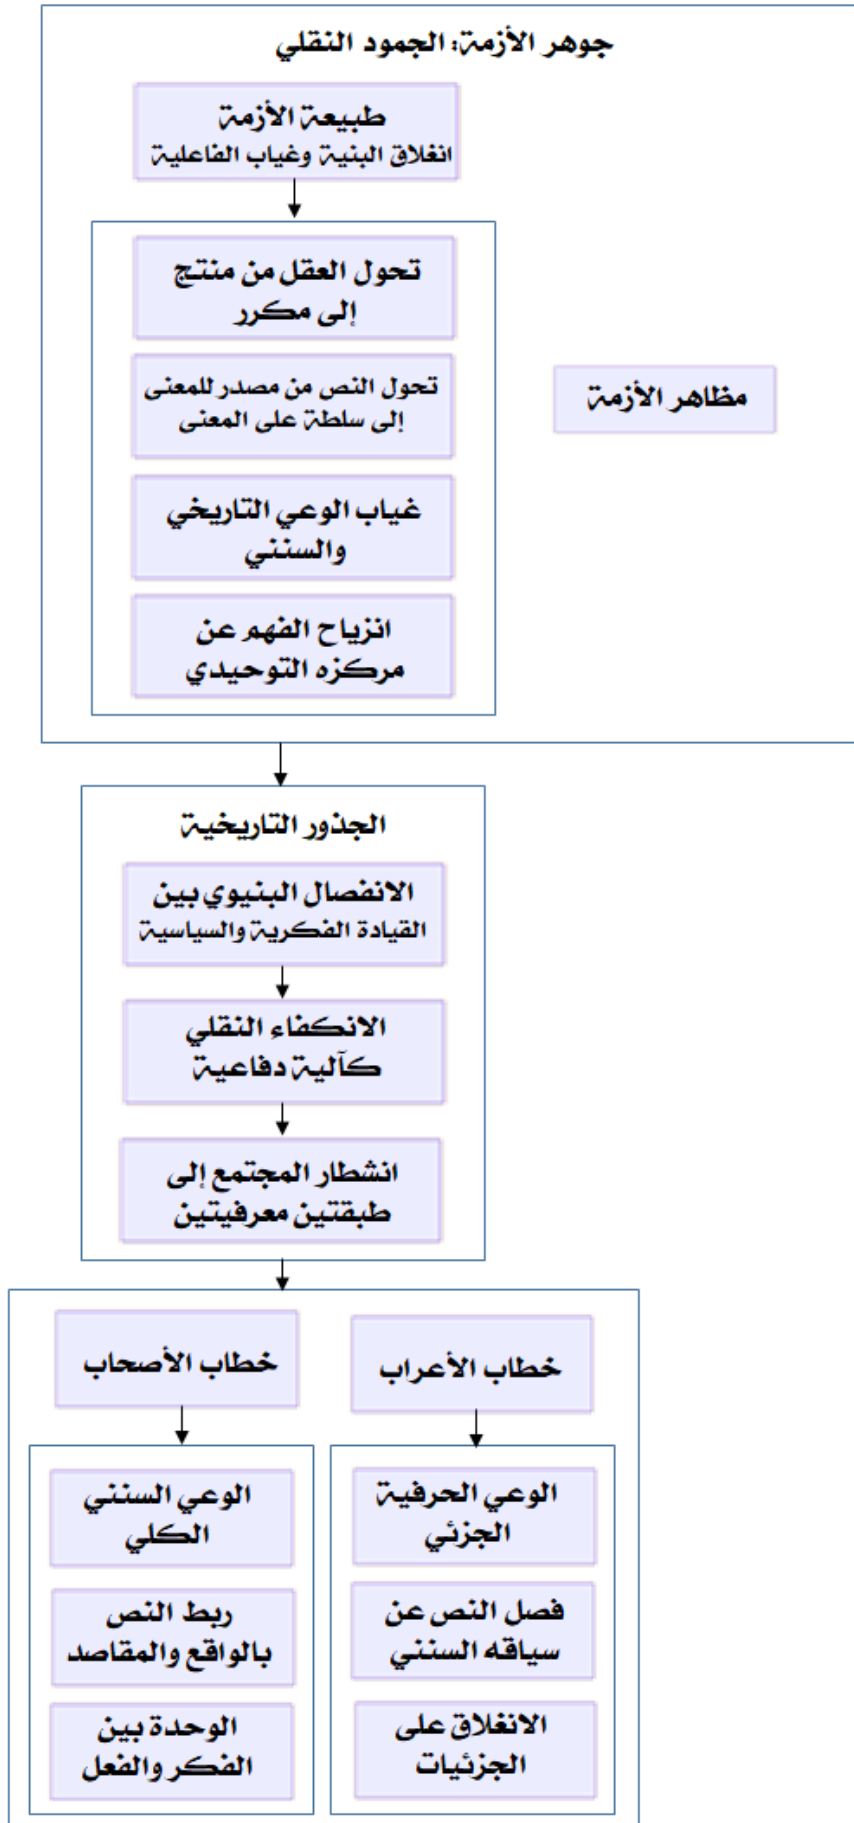 جوهر الأزمة: الجمود النقلي
طبيعة الأزمة
انغلاق البنية وغياب الفاعلية
تحول العقل من منتج
إلى مكرر
تحول النص من مصدر للمعنى
إلى سلطة على المعنى
مظاهر الأزمة
غياب الوعي التاريخي
والسنني
انزياح الفهم عن
مركزه التوحيدي
الجذور التاريخية
الانفصال البنيوي بين
القيادة الفكرية والسياسية
الانكفاء النقلي
كآلية دفاعية
انشطار المجتمع إلى
طبقتين معرفيتين
خطاب الأعراب
الوعي الحرفية
الجزئي
فصل النص عن
سياقه السنني
الانغلاق على
الجزئيات
خطاب الأصحاب
الوعي السنني
الكلي
ربط النص
بالواقع والمقاصد
الوحدة بين
الفكر والفعل